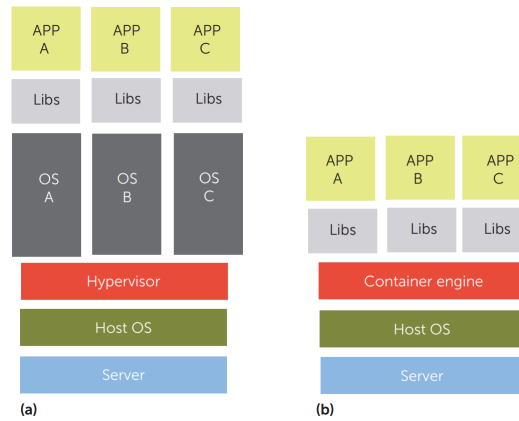 APP
A
APP
B
APP
C
Libs
Libs
Libs
OS
A
OS
B
OS
C
Hypervisor
Host OS
Server
(a)
APP
A
APP
B
APP
C
Libs
Libs
Libs
Container engine
Host OS
Server
(b)